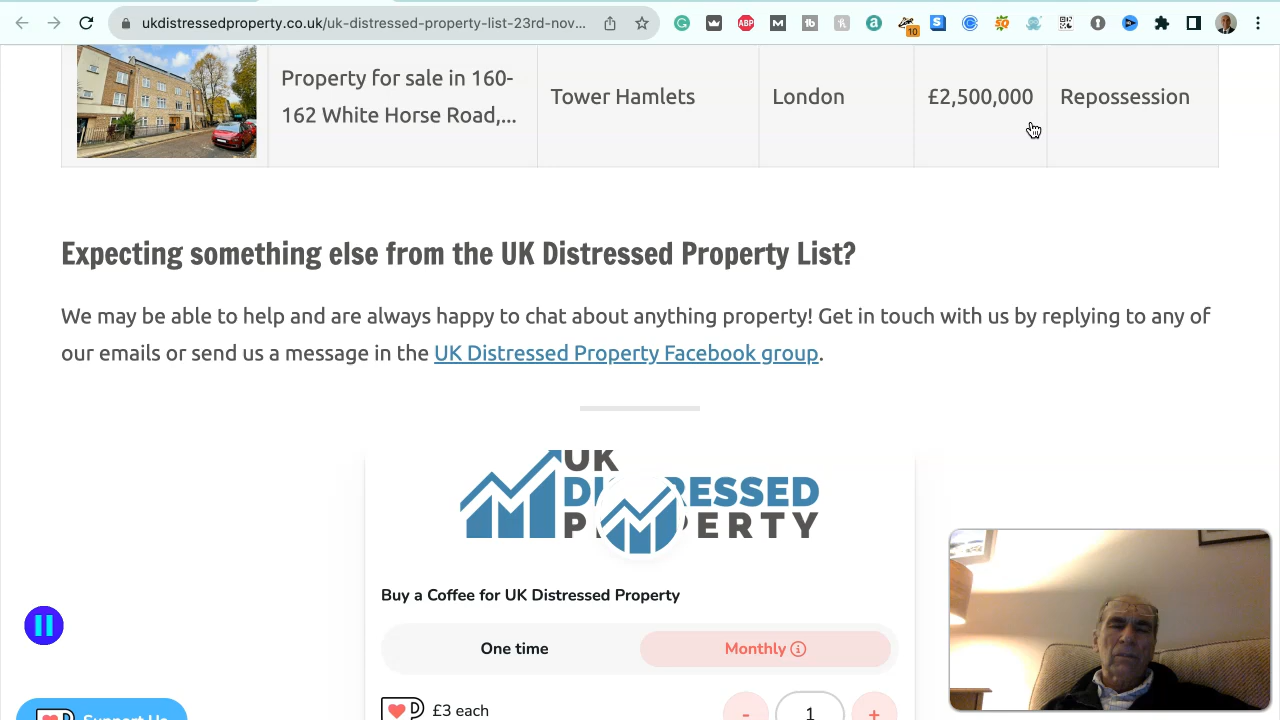 ukdistressedproperty.co.uk/uk-distressed-property-list-23rd-nov...
ABP
10
Property for sale in 160-
162 White Horse Road,...
Tower Hamlets
London
£2,500,000
Repossession
Expecting something else from the UK Distressed Property List?
We may be able to help and are always happy to chat about anything property! Get in touch with us by replying to any of
our emails or send us a message in the UK Distressed Property Facebook group.
UK
Buy a Coffee for UK Distressed Property
One time
Monthly
£3 each
-
1
+
Support Us